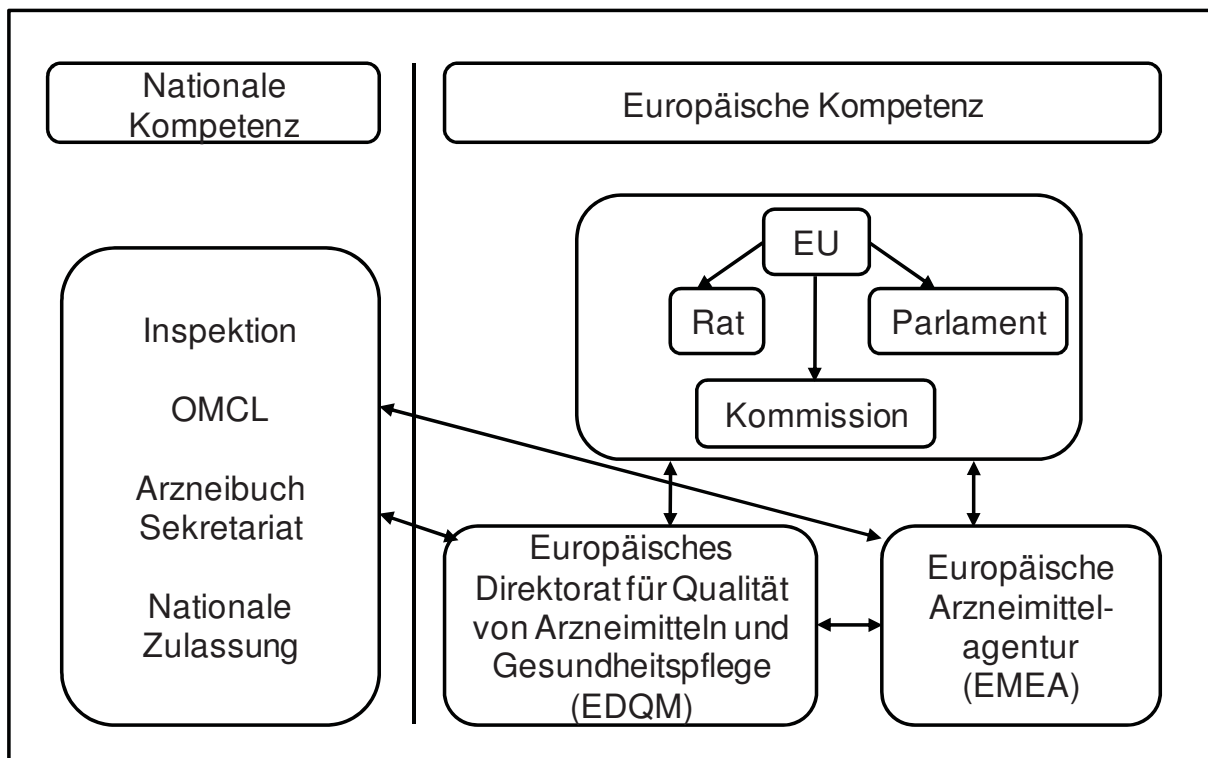 Nationale
Kompetenz
Europäische Kompetenz
EU
Rat
Parlament
Kommission
Inspektion
OMCL
Arzneibuch
Sekretariat
Nationale
Zulassung
Europäisches
Direktorat für Qualität
von Arzneimitteln und
Gesundheitspflege
(EDQM)
Europäische
Arzneimittel-
agentur
(EMEA)